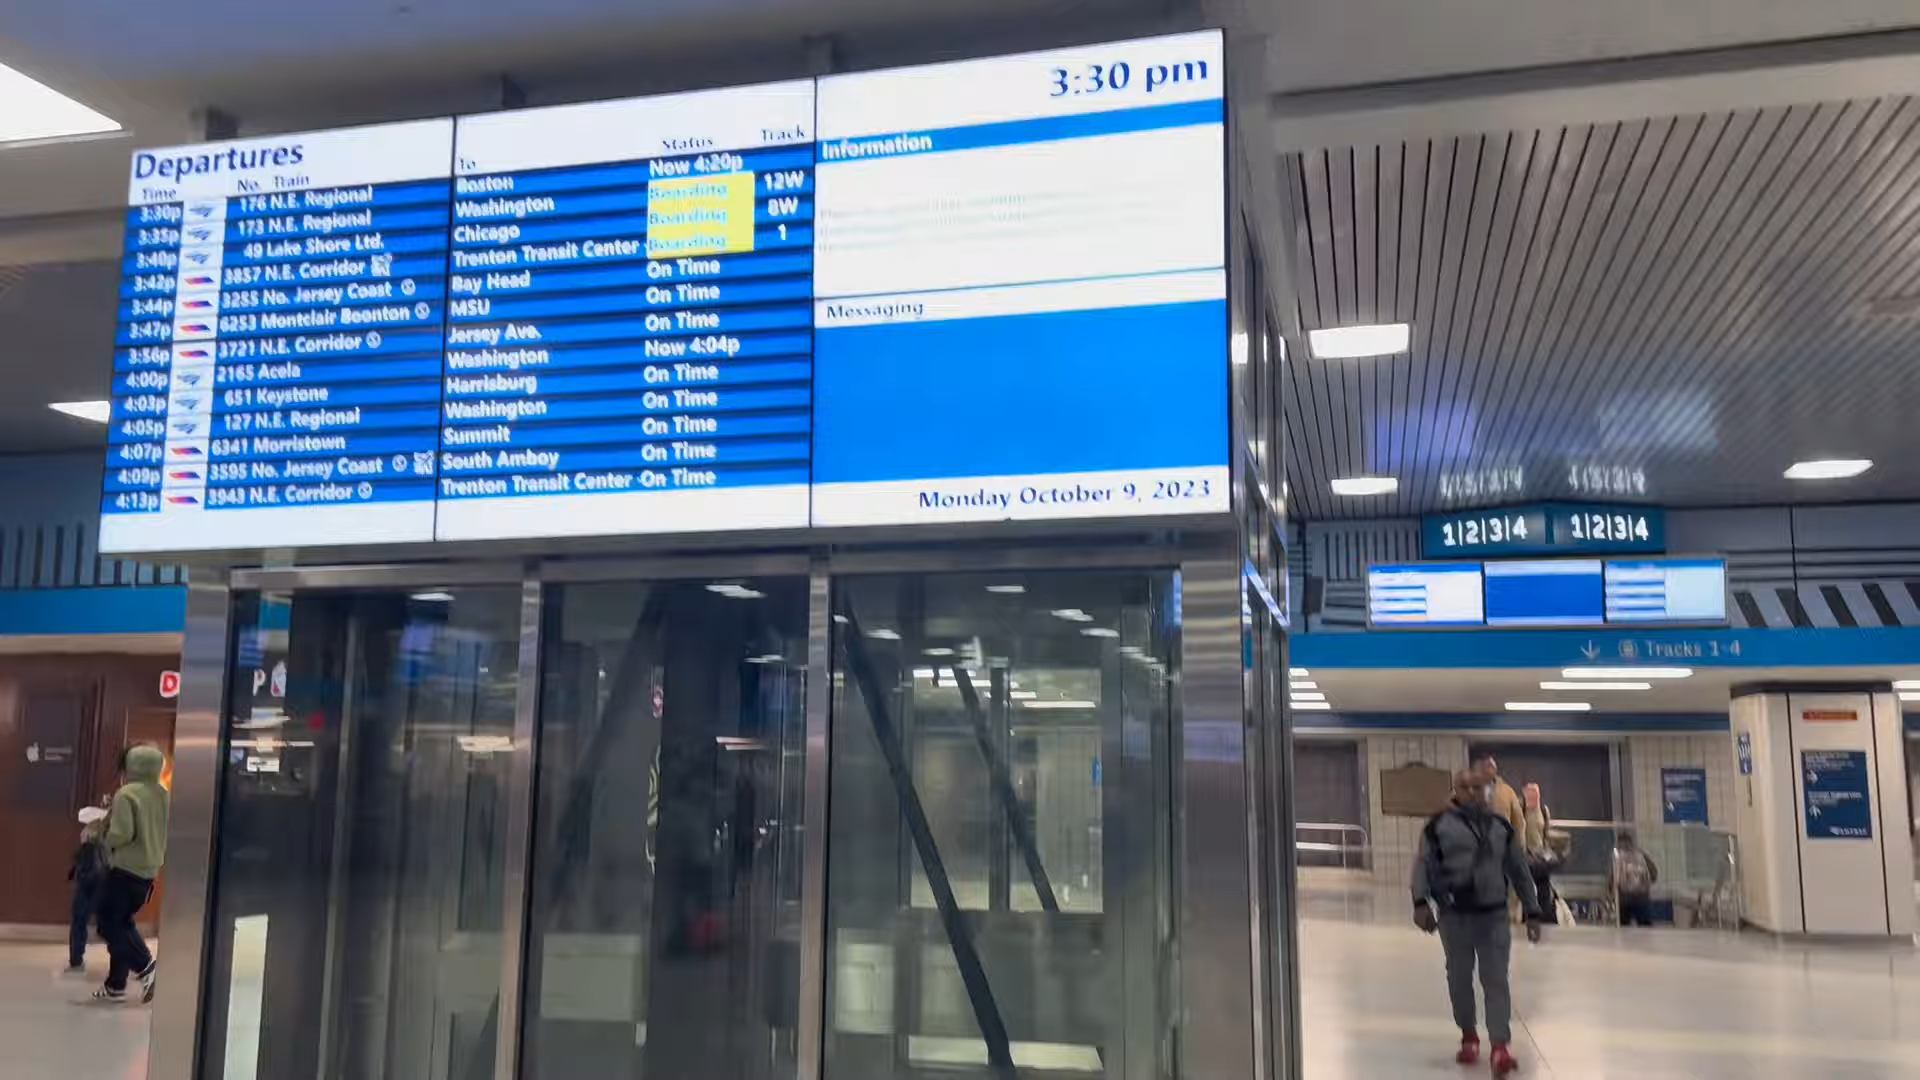 3:30 pm
Departures
Time No. Train To Status Track
3:30p 176 N.E. Regional Boston Now 4:20p
3:35p 173 N.E. Regional Washington Boarding 12W
3:40p 49 Lake Shore Ltd. Chicago Boarding 8W
3:42p 3857 N.E. Corridor Trenton Transit Center Boarding 1
3:44p 3255 No. Jersey Coast Bay Head On Time
3:47p 6253 Montclair Boonton MSU On Time
3:56p 3721 N.E. Corridor Jersey Ave. On Time
4:00p 2165 Acela Washington Now 4:04p
4:03p 651 Keystone Harrisburg On Time
4:05p 127 N.E. Regional Washington On Time
4:07p 6341 Morristown Summit On Time
4:09p 3595 No. Jersey Coast South Amboy On Time
4:13p 3943 N.E. Corridor Trenton Transit Center On Time
Information
Messaging
Monday October 9, 2023
1|2|3|4 1|2|3|4
Tracks 1-4